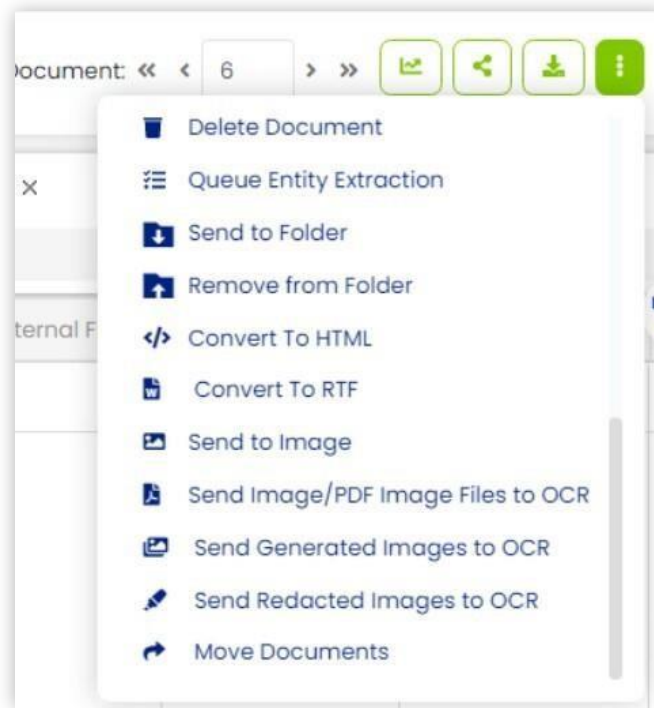 Document: « ‹ 6 › »
Delete Document
Queue Entity Extraction
Send to Folder
Remove from Folder
ternal F
Convert To HTML
Convert To RTF
Send to Image
Send Image/PDF Image Files to OCR
Send Generated Images to OCR
Send Redacted Images to OCR
Move Documents